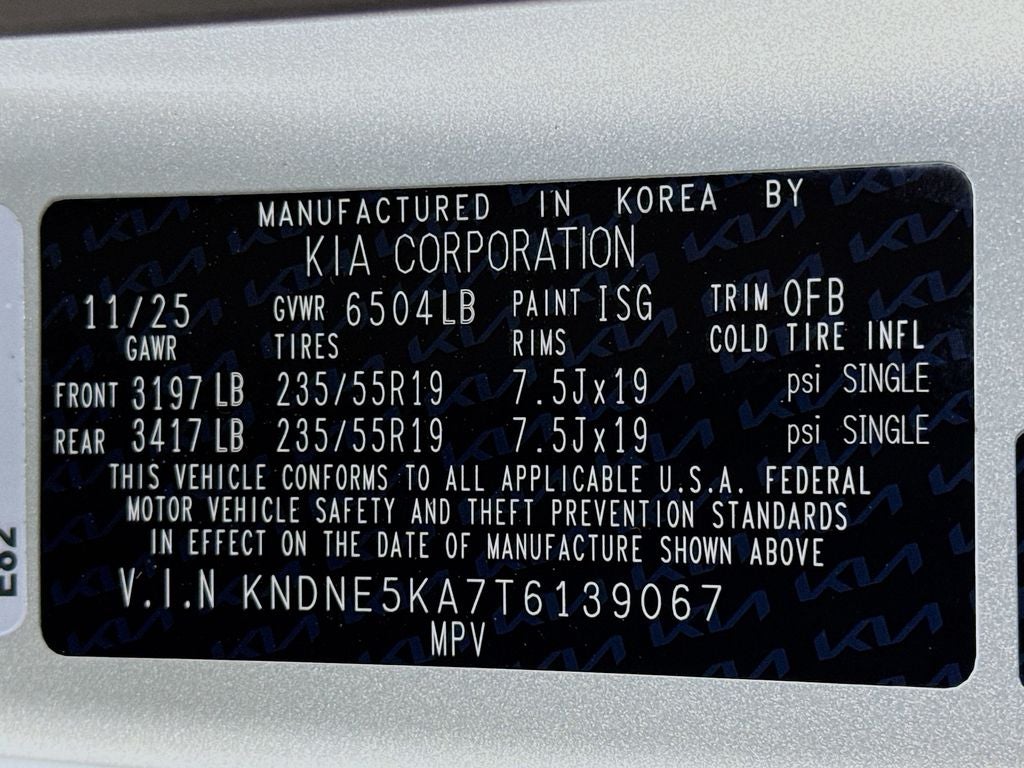 MANUFACTURED IN KOREA BY
KIA CORPORATION
11/25 GVWR 6504LB PAINT ISG TRIM OFB
GAWR TIRES RIMS COLD TIRE INFL
FRONT 3197 LB 235/55R19 7.5Jx19 psi SINGLE
REAR 3417 LB 235/55R19 7.5Jx19 psi SINGLE
THIS VEHICLE CONFORMS TO ALL APPLICABLE U.S.A. FEDERAL
MOTOR VEHICLE SAFETY AND THEFT PREVENTION STANDARDS
IN EFFECT ON THE DATE OF MANUFACTURE SHOWN ABOVE
V.I.N KNDNE5KA7T6139067
MPV
E82